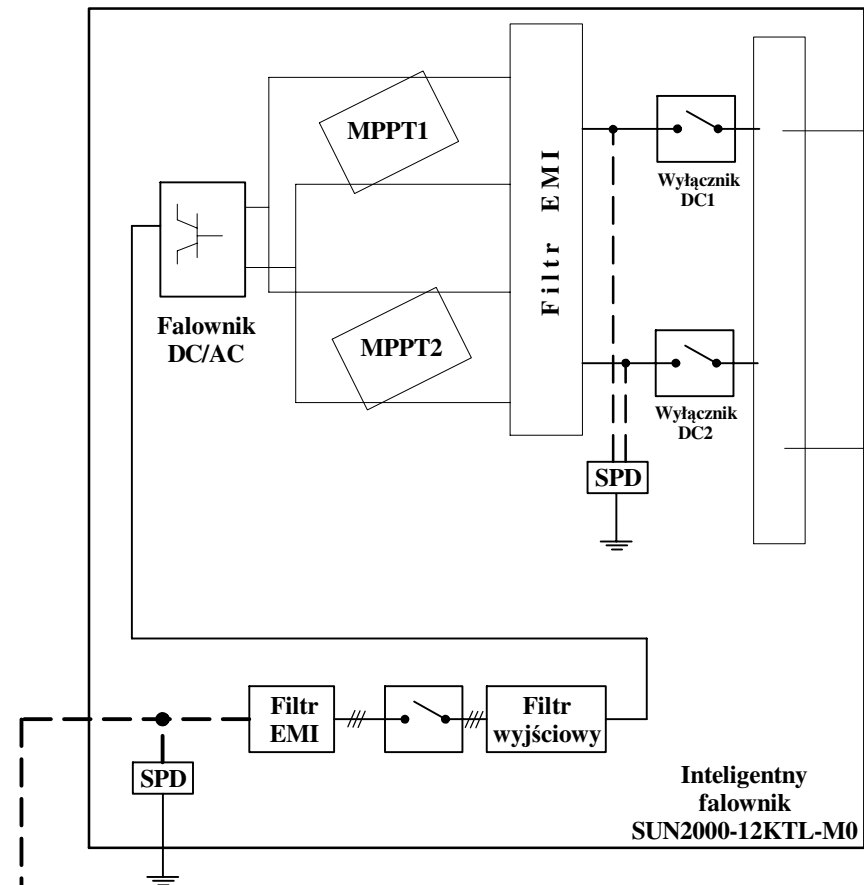 MPPT1
Filtr EMI
Wyłącznik
DC1
Falownik
DC/AC
MPPT2
Wyłącznik
DC2
SPD
Filtr
EMI
Filtr
wyjściowy
SPD
Inteligentny
falownik
SUN2000-12KTL-M0